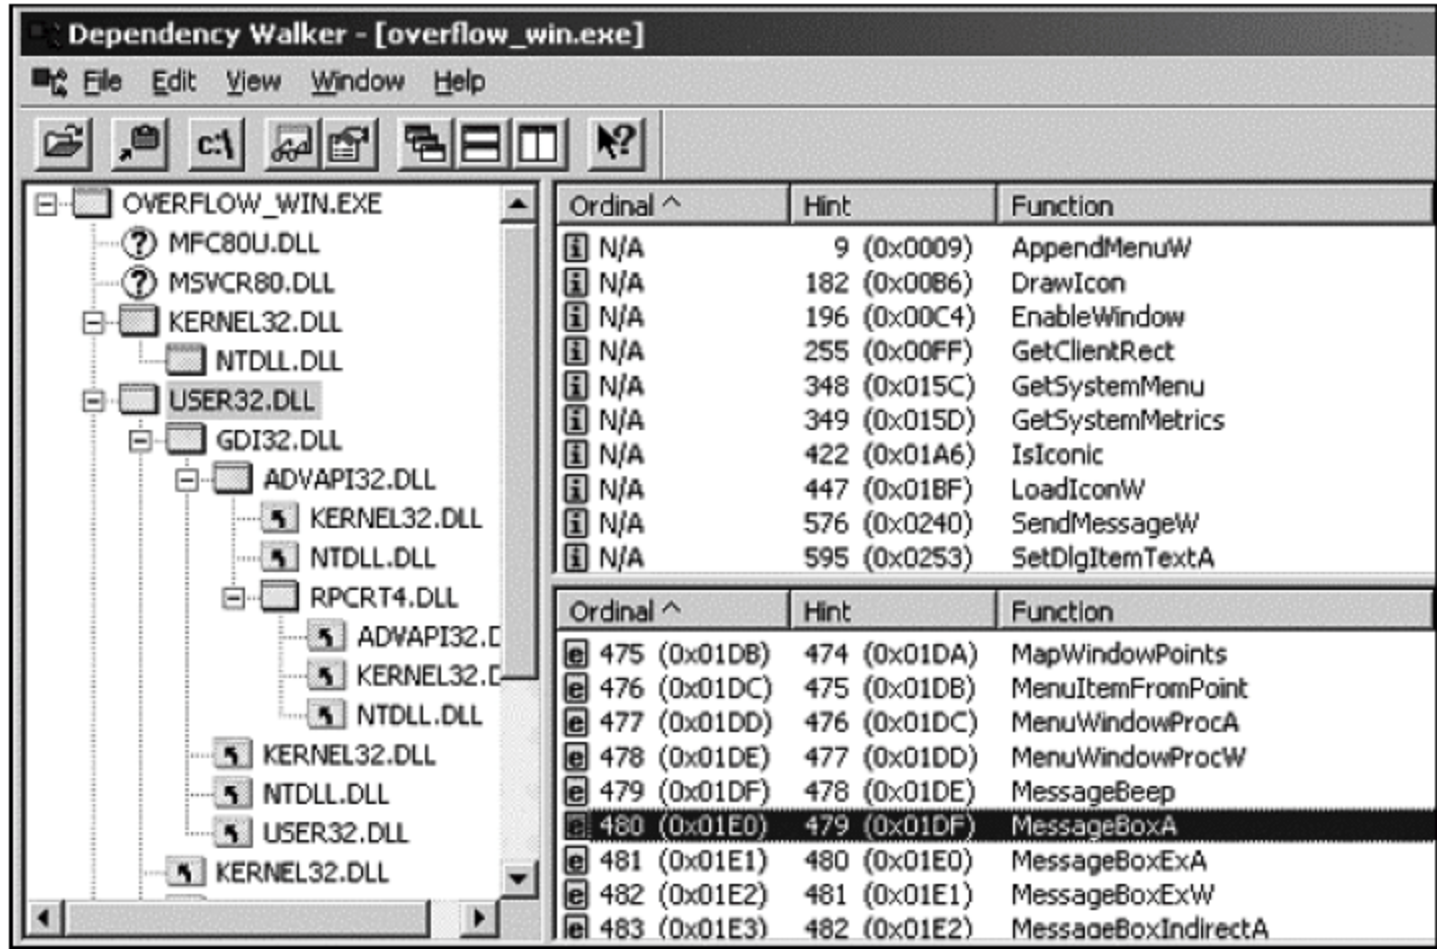 Dependency Walker - [overflow_win.exe]
File Edit View Window Help
c:\
OVERFLOW_WIN.EXE
MFC80U.DLL
MSVCR80.DLL
KERNEL32.DLL
NTDLL.DLL
USER32.DLL
GDI32.DLL
ADVAPI32.DLL
KERNEL32.DLL
NTDLL.DLL
RPCRT4.DLL
ADVAPI32.D
KERNEL32.D
NTDLL.DLL
KERNEL32.DLL
NTDLL.DLL
USER32.DLL
KERNEL32.DLL
Ordinal ^ Hint Function
N/A 9 (0x0009) AppendMenuW
N/A 182 (0x00B6) DrawIcon
N/A 196 (0x00C4) EnableWindow
N/A 255 (0x00FF) GetClientRect
N/A 348 (0x015C) GetSystemMenu
N/A 349 (0x015D) GetSystemMetrics
N/A 422 (0x01A6) IsIconic
N/A 447 (0x01BF) LoadIconW
N/A 576 (0x0240) SendMessageW
N/A 595 (0x0253) SetDlgItemTextA
Ordinal ^ Hint Function
475 (0x01DB) 474 (0x01DA) MapWindowPoints
476 (0x01DC) 475 (0x01DB) MenuItemFromPoint
477 (0x01DD) 476 (0x01DC) MenuWindowProcA
478 (0x01DE) 477 (0x01DD) MenuWindowProcW
479 (0x01DF) 478 (0x01DE) MessageBeep
480 (0x01E0) 479 (0x01DF) MessageBoxA
481 (0x01E1) 480 (0x01E0) MessageBoxExA
482 (0x01E2) 481 (0x01E1) MessageBoxExW
483 (0x01E3) 482 (0x01E2) MessageBoxIndirectA